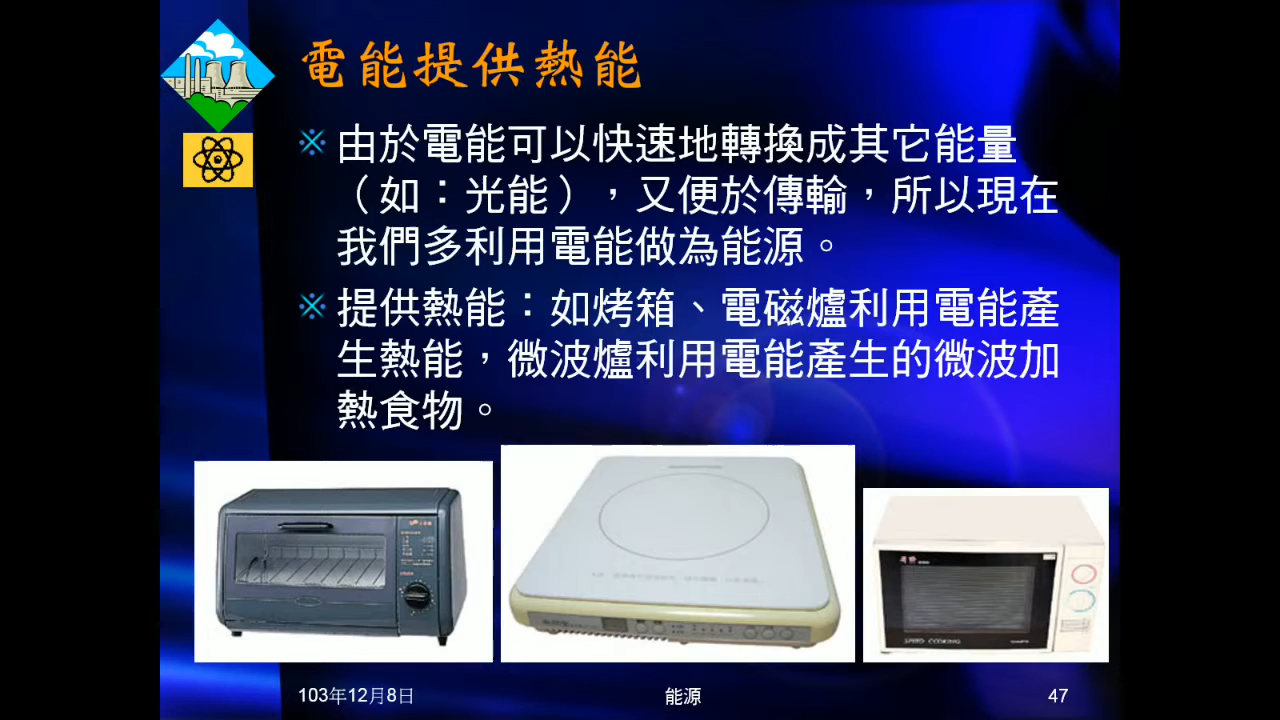 電能提供熱能
※由於電能可以快速地轉換成其它能量
（如：光能），又便於傳輸，所以現在
我們多利用電能做為能源。
※提供熱能：如烤箱、電磁爐利用電能產
生熱能，微波爐利用電能產生的微波加
熱食物。
SPEED COOKING
103年12月8日
能源
47